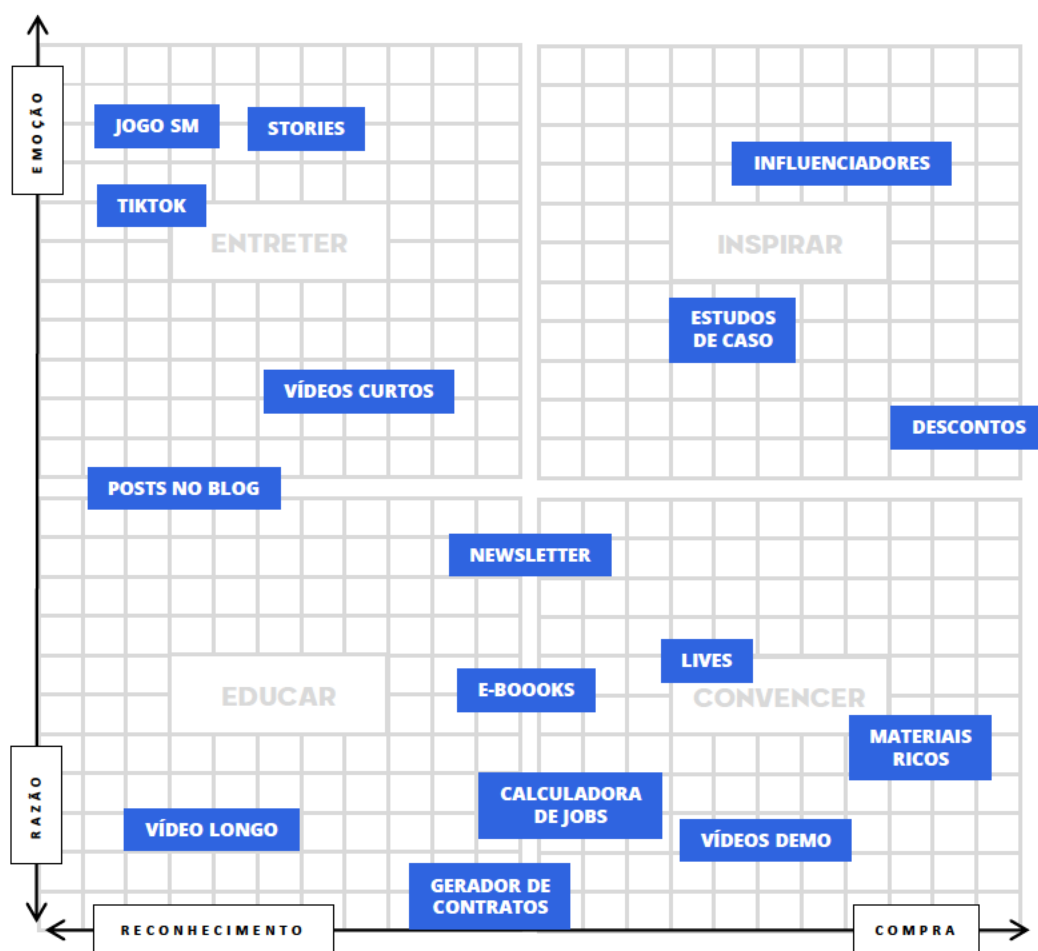 EMOÇÃO
JOGO SM
STORIES
INFLUENCIADORES
TIKTOK
ENTRETER
INSPIRAR
ESTUDOS
DE CASO
VÍDEOS CURTOS
DESCONTOS
POSTS NO BLOG
NEWSLETTER
LIVES
EDUCAR
E-BOOOKS
CONVENCER
MATERIAIS
RICOS
RAZÃO
CALCULADORA
DE JOBS
VÍDEO LONGO
VÍDEOS DEMO
GERADOR DE
CONTRATOS
RECONHECIMENTO
COMPRA